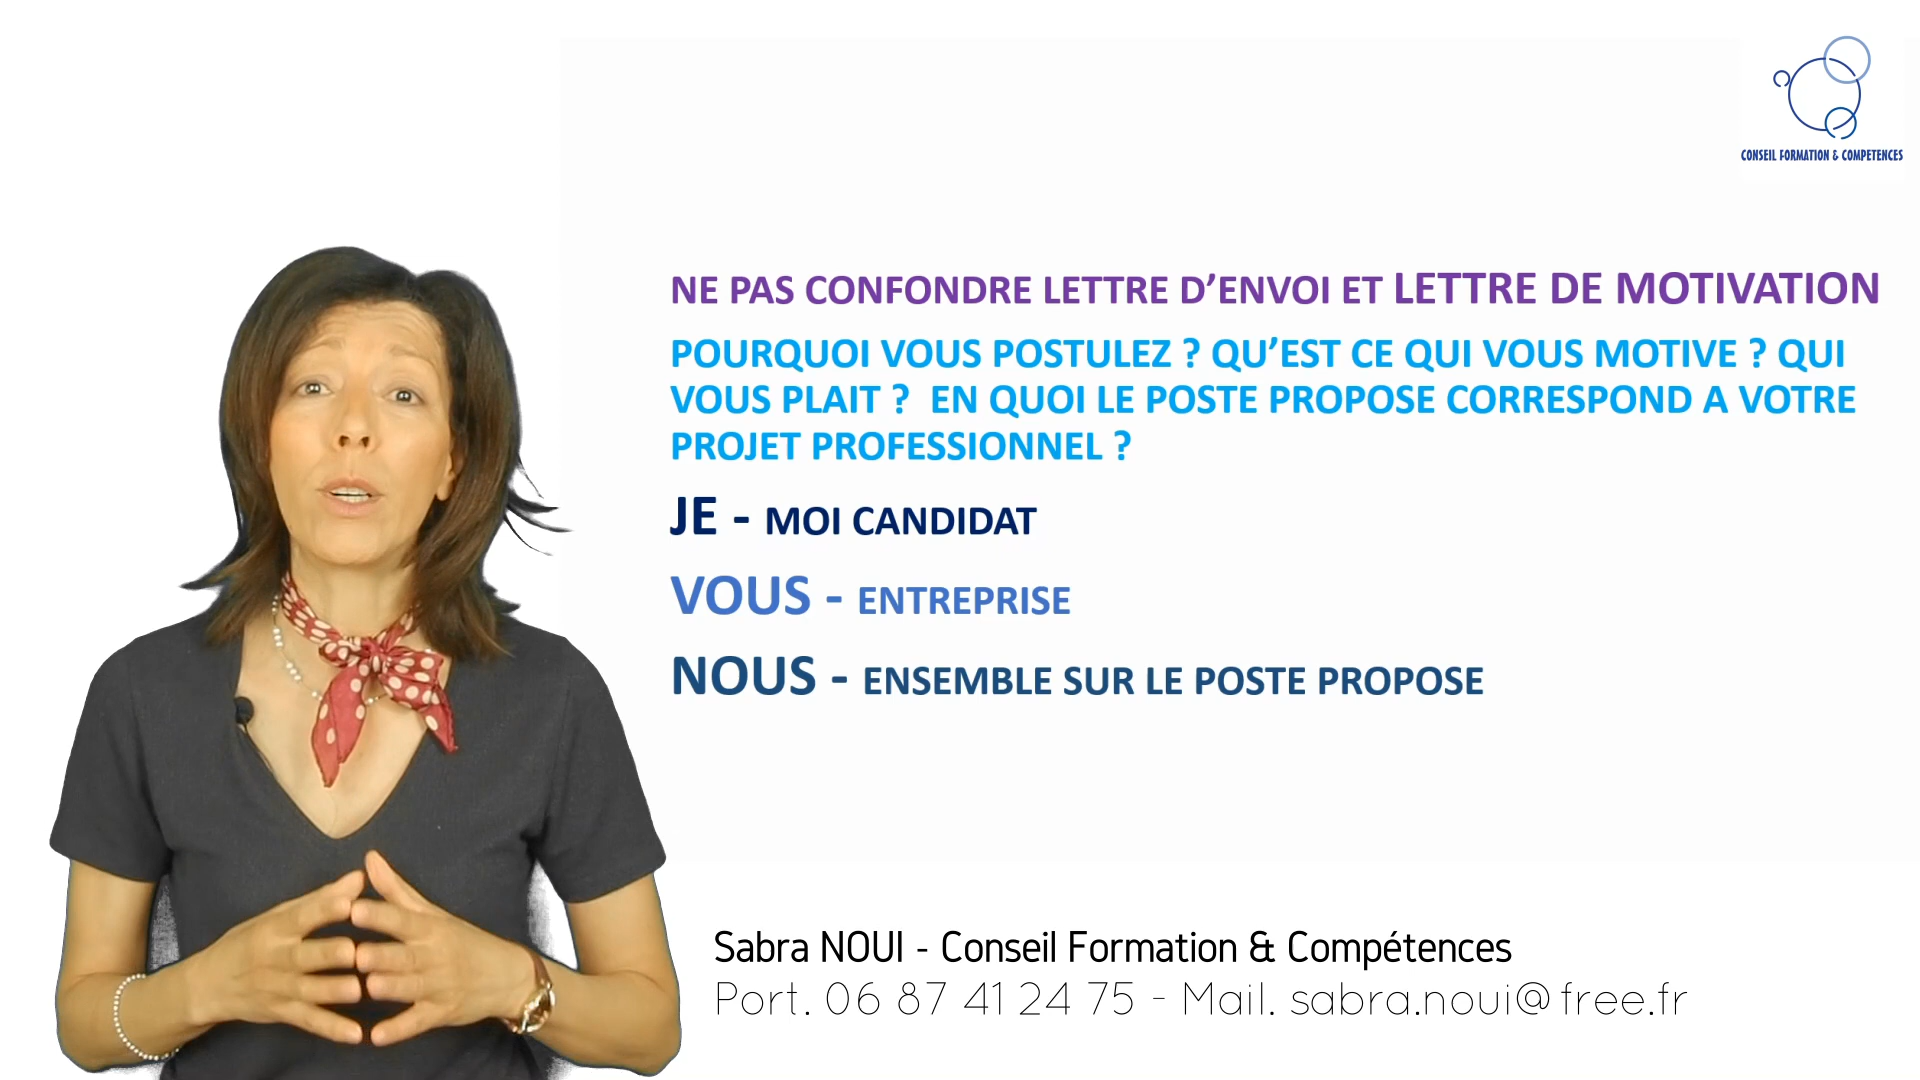 CONSEIL FORMATION & COMPETENCES
NE PAS CONFONDRE LETTRE D’ENVOI ET LETTRE DE MOTIVATION
POURQUOI VOUS POSTULEZ ? QU’EST CE QUI VOUS MOTIVE ? QUI
VOUS PLAIT ? EN QUOI LE POSTE PROPOSE CORRESPOND A VOTRE
PROJET PROFESSIONNEL ?
JE - MOI CANDIDAT
VOUS - ENTREPRISE
NOUS - ENSEMBLE SUR LE POSTE PROPOSE
Sabra NOUI - Conseil Formation & Compétences
Port. 06 87 41 24 75 - Mail. sabra.noui@free.fr